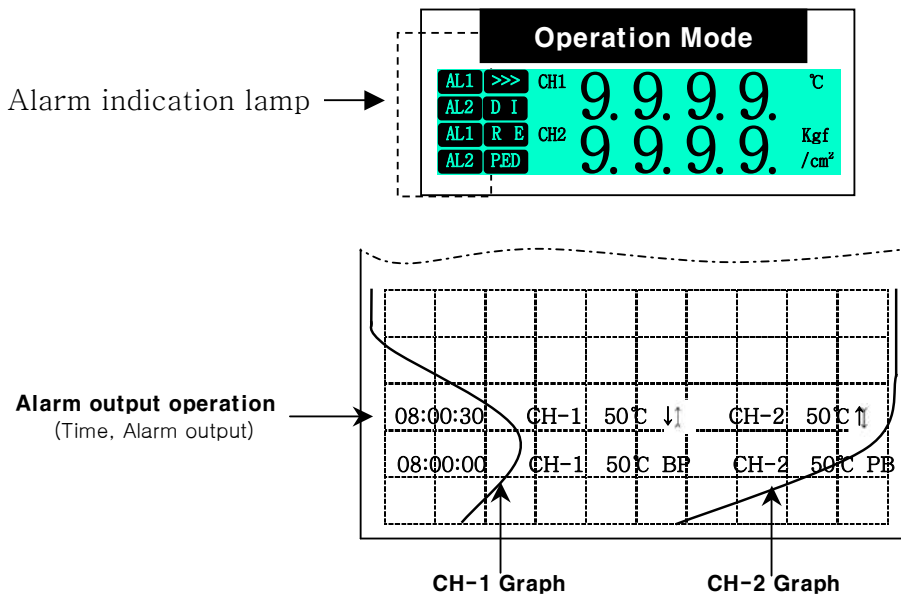 Operation Mode
AL1 >>> CH1 9. 9. 9. 9. ℃
AL2 D I
AL1 R E CH2 9. 9. 9. 9. Kgf
AL2 PED /cm²
Alarm indication lamp
Alarm output operation
(Time, Alarm output)
08:00:30 CH-1 50℃ ↓↕ CH-2 50℃ ⇅
08:00:00 CH-1 50℃ BP CH-2 50℃ PB
CH-1 Graph CH-2 Graph